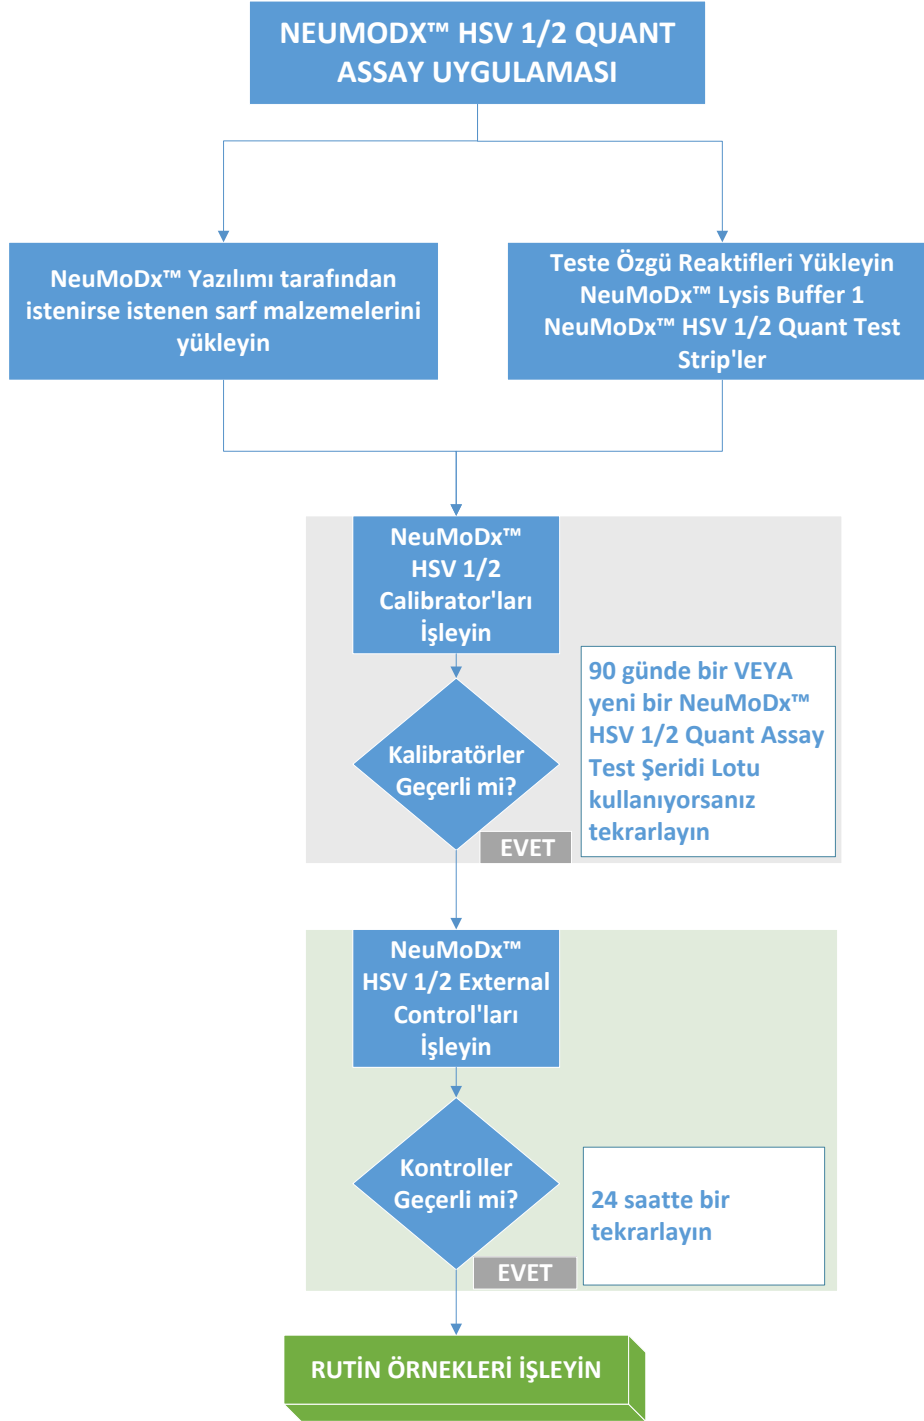 NEUMODX™ HSV 1/2 QUANT
ASSAY UYGULAMASI
NeuMoDx™ Yazılımı tarafından
istenirse istenen sarf malzemelerini
yükleyin
Teste Özgü Reaktifleri Yükleyin
NeuMoDx™ Lysis Buffer 1
NeuMoDx™ HSV 1/2 Quant Test
Strip'ler
NeuMoDx™
HSV 1/2
Calibrator'ları
İşleyin
90 günde bir VEYA
yeni bir NeuMoDx™
HSV 1/2 Quant Assay
Test Şeridi Lotu
kullanıyorsanız
tekrarlayın
Kalibratörler
Geçerli mi?
EVET
NeuMoDx™
HSV 1/2 External
Control'ları
İşleyin
Kontroller
Geçerli mi?
24 saatte bir
tekrarlayın
EVET
RUTİN ÖRNEKLERİ İŞLEYİN